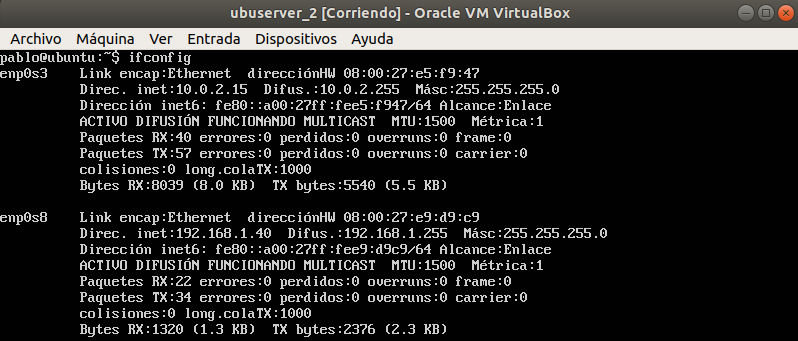 ubuserver_2 [Corriendo] - Oracle VM VirtualBox
Archivo Máquina Ver Entrada Dispositivos Ayuda
pablo@ubuntu:~$ ifconfig
enp0s3 Link encap:Ethernet direcciónHW 08:00:27:e5:f9:47
Direc. inet:10.0.2.15 Difus.:10.0.2.255 Másc:255.255.255.0
Dirección inet6: fe80::a00:27ff:fee5:f947/64 Alcance:Enlace
ACTIVO DIFUSIÓN FUNCIONANDO MULTICAST MTU:1500 Métrica:1
Paquetes RX:40 errores:0 perdidos:0 overruns:0 frame:0
Paquetes TX:57 errores:0 perdidos:0 overruns:0 carrier:0
colisiones:0 long.colaTX:1000
Bytes RX:8039 (8.0 KB) TX bytes:5540 (5.5 KB)
enp0s8 Link encap:Ethernet direcciónHW 08:00:27:e9:d9:c9
Direc. inet:192.168.1.40 Difus.:192.168.1.255 Másc:255.255.255.0
Dirección inet6: fe80::a00:27ff:fee9:d9c9/64 Alcance:Enlace
ACTIVO DIFUSIÓN FUNCIONANDO MULTICAST MTU:1500 Métrica:1
Paquetes RX:22 errores:0 perdidos:0 overruns:0 frame:0
Paquetes TX:34 errores:0 perdidos:0 overruns:0 carrier:0
colisiones:0 long.colaTX:1000
Bytes RX:1320 (1.3 KB) TX bytes:2376 (2.3 KB)